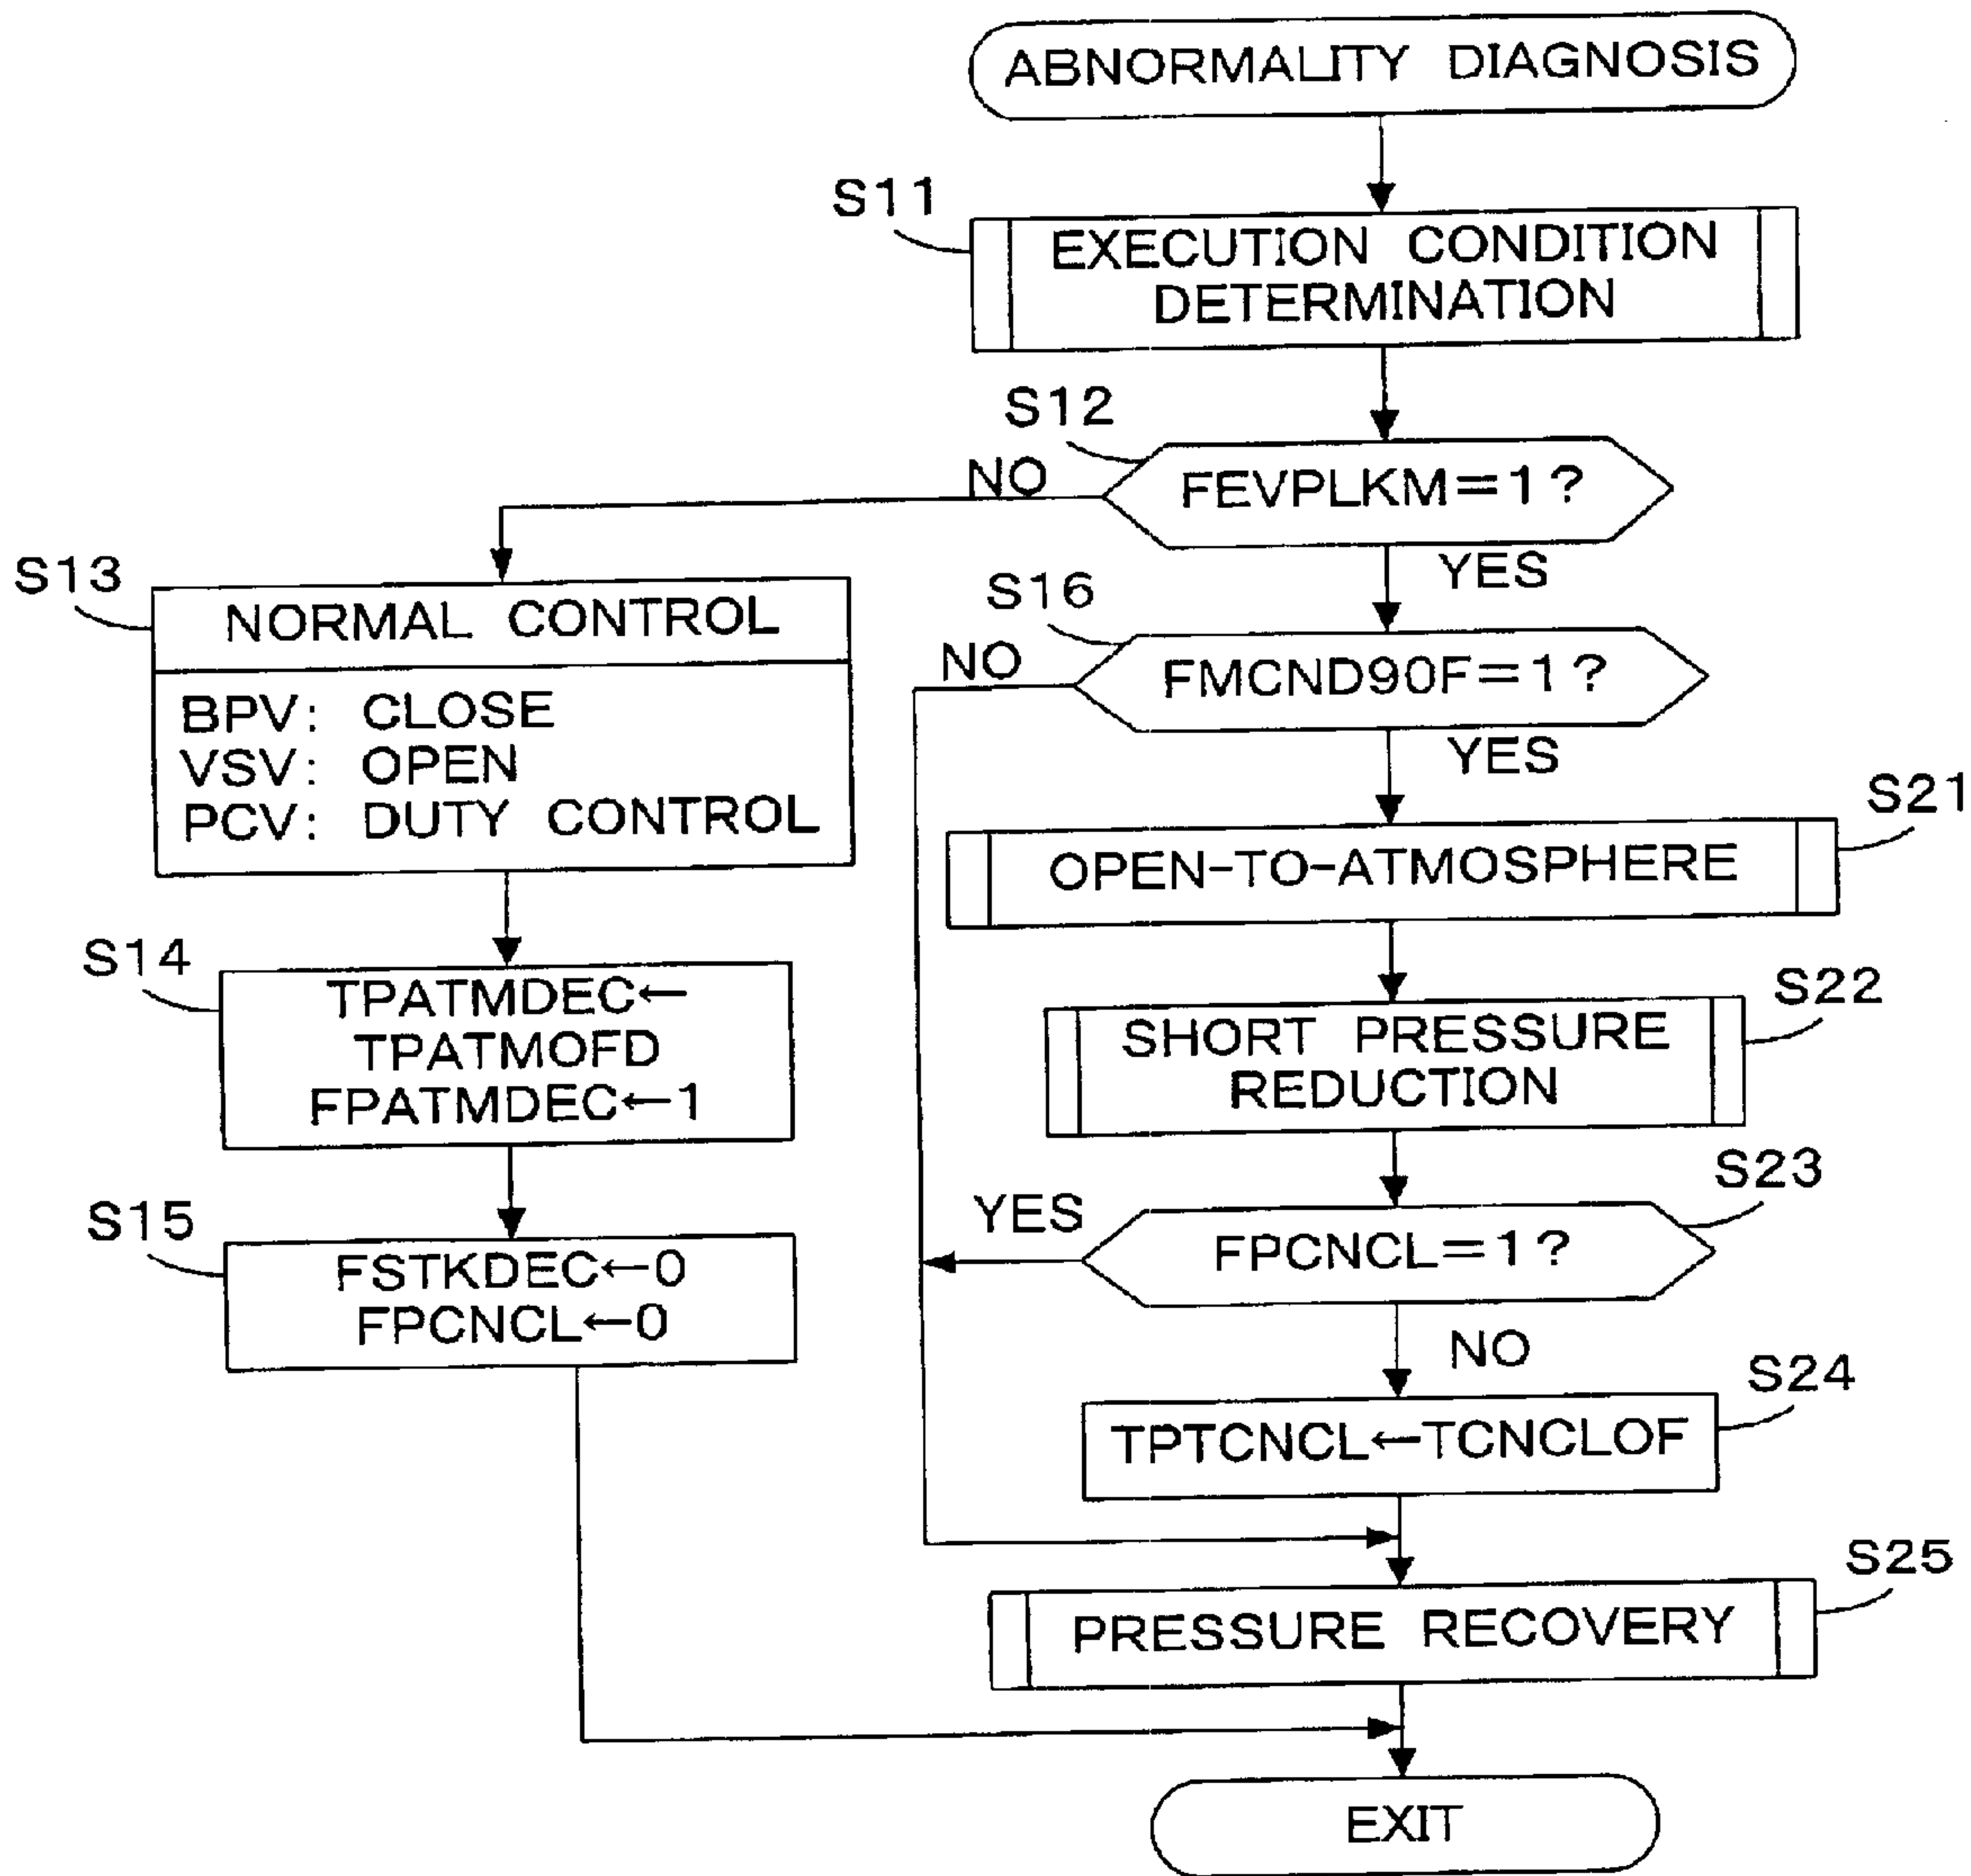 ABNORMALITY DIAGNOSIS
S11
EXECUTION CONDITION
DETERMINATION
S12
NO
FEVPLKM=1?
YES
S13
NORMAL CONTROL
BPV: CLOSE
VSV: OPEN
PCV: DUTY CONTROL
S14
TPATMDEC←
TPATMOFD
FPATMDEC←1
S15
FSTKDEC←0
FPCNCL←0
S16
NO
FMCND90F=1?
YES
S21
OPEN-TO-ATMOSPHERE
S22
SHORT PRESSURE
REDUCTION
S23
YES
FPCNCL=1?
NO
S24
TPTCNCL←TCNCLOF
S25
PRESSURE RECOVERY
EXIT